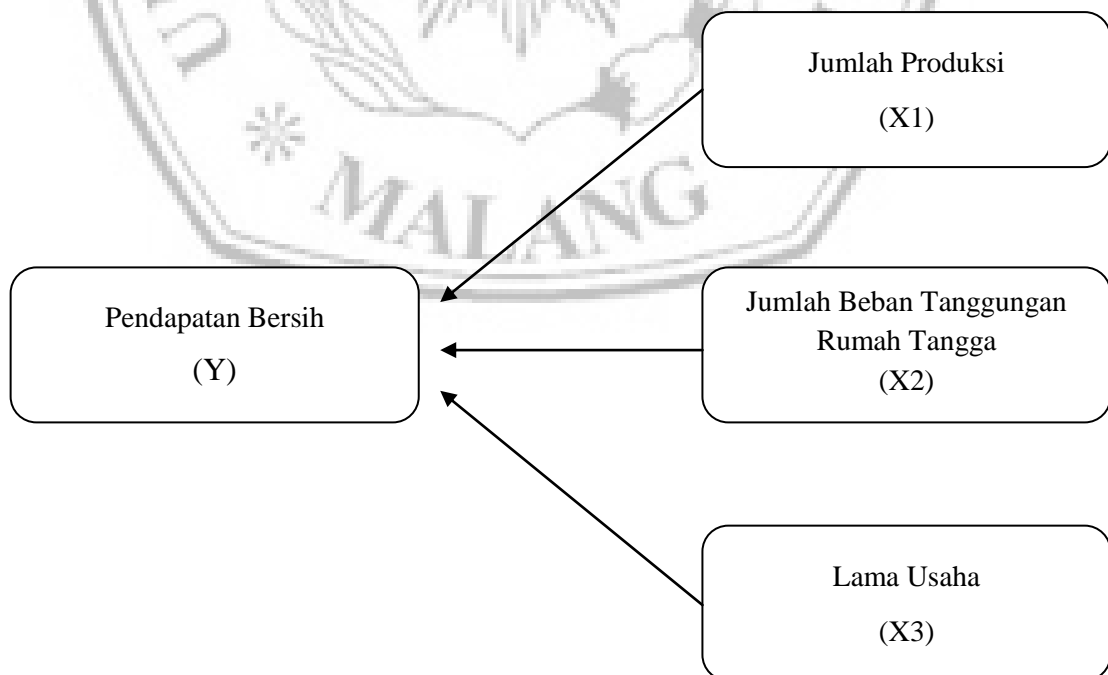 Jumlah Produksi
(X1)
MALANG
Pendapatan Bersih
(Y)
Jumlah Beban Tanggungan
Rumah Tangga
(X2)
Lama Usaha
(X3)